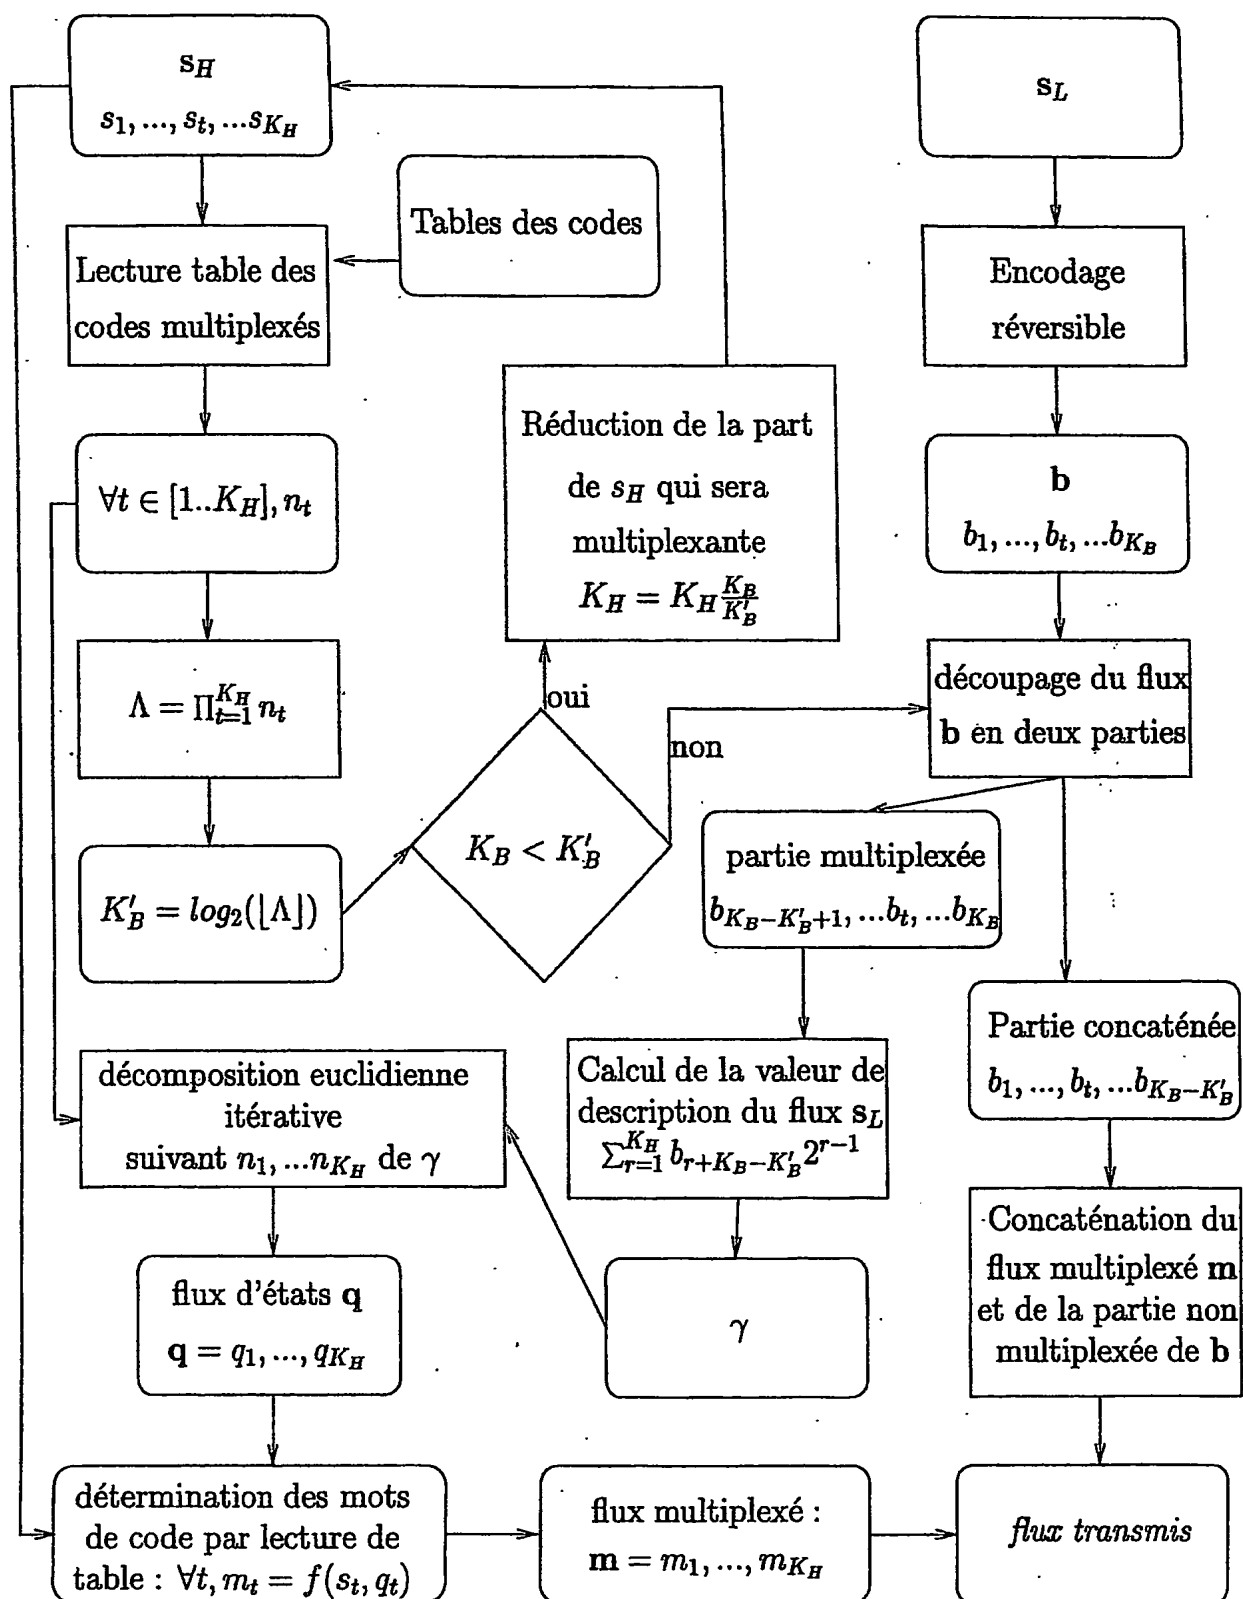 s_H
s_1, ..., s_t, ...s_{K_H}
s_L
Tables des codes
Lecture table des
codes multiplexés
Encodage
réversible
Réduction de la part
de s_H qui sera
multiplexante
K_H = K_H \frac{K_B}{K'_B}
∀t ∈ [1..K_H], n_t
b
b_1, ..., b_t, ...b_{K_B}
Λ = Π_{t=1}^{K_H} n_t
oui
non
découpage du flux
b en deux parties
K'_B = log_2(⌊Λ⌋)
K_B < K'_B
partie multiplexée
b_{K_B-K'_B+1}, ...b_t, ...b_{K_B}
Partie concaténée
b_1, ..., b_t, ...b_{K_B-K'_B}
décomposition euclidienne
itérative
suivant n_1, ...n_{K_H} de γ
Calcul de la valeur de
description du flux s_L
∑_{r=1}^{K_H} b_{r+K_B-K'_B} 2^{r-1}
Concaténation du
flux multiplexé m
et de la partie non
multiplexée de b
flux d'états q
q = q_1, ..., q_{K_H}
γ
détermination des mots
de code par lecture de
table : ∀t, m_t = f(s_t, q_t)
flux multiplexé :
m = m_1, ..., m_{K_H}
flux transmis